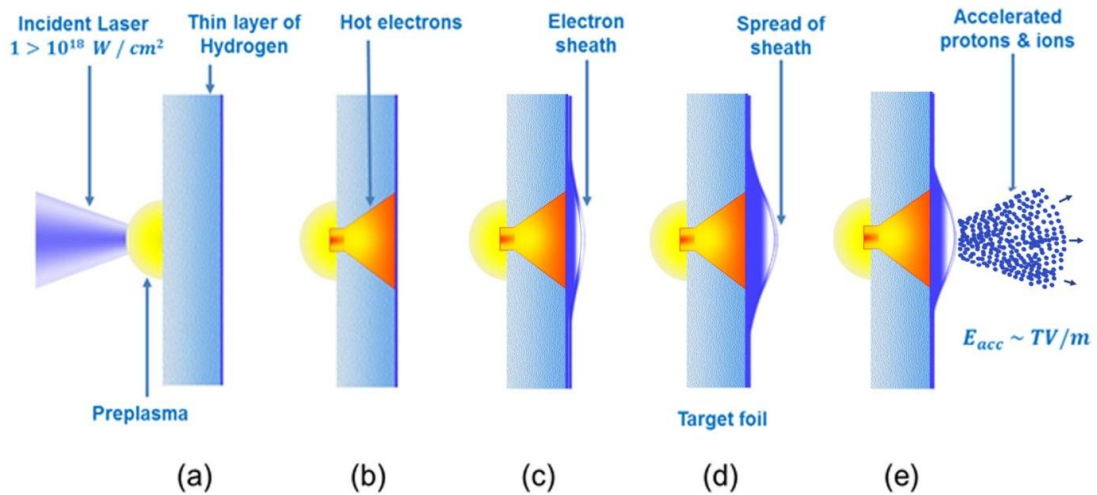 Incident Laser
1 > 10¹⁸ W / cm²
Thin layer of
Hydrogen
Hot electrons
Electron
sheath
Spread of
sheath
Accelerated
protons & ions
E_acc ~ TV/m
Preplasma
Target foil
(a)
(b)
(c)
(d)
(e)